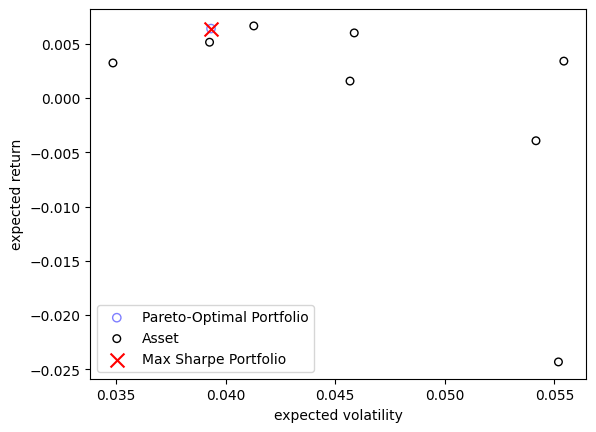 0.005
0.000
−0.005
−0.010
−0.015
−0.020
−0.025
expected return
Pareto-Optimal Portfolio
Asset
Max Sharpe Portfolio
0.035 0.040 0.045 0.050 0.055
expected volatility